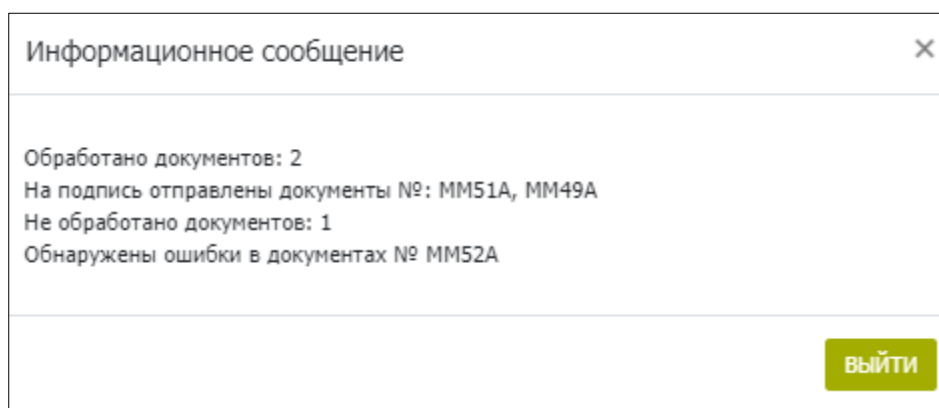 Информационное сообщение
Обработано документов: 2
На подпись отправлены документы №: ММ51А, ММ49А
Не обработано документов: 1
Обнаружены ошибки в документах № ММ52А
ВЫЙТИ